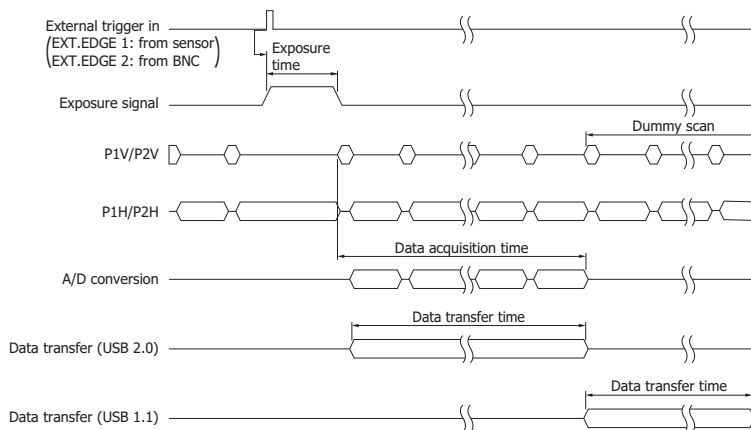 External trigger in
(EXT.EDGE 1: from sensor
EXT.EDGE 2: from BNC)
Exposure
time
Exposure signal
Dummy scan
P1V/P2V
P1H/P2H
Data acquisition time
A/D conversion
Data transfer time
Data transfer (USB 2.0)
Data transfer time
Data transfer (USB 1.1)